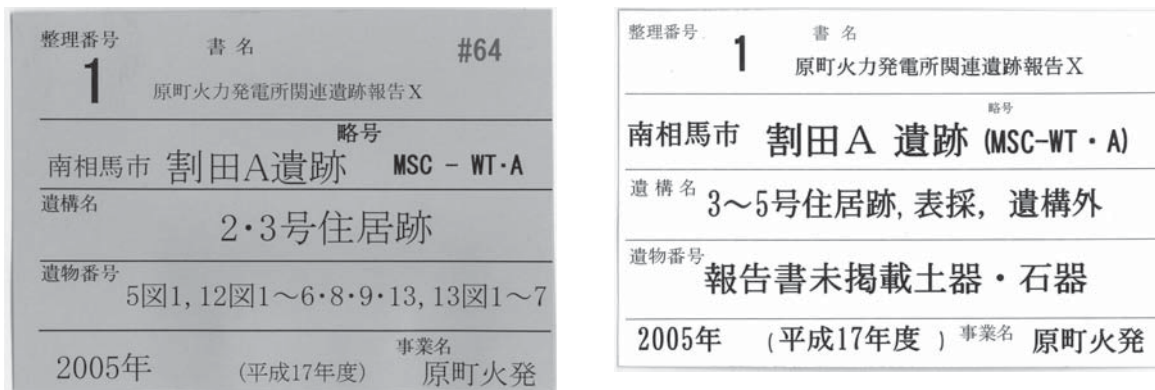 整理番号 書名 #64
1 原町火力発電所関連遺跡報告X
略号
南相馬市 割田A遺跡 MSC - WT・A
遺構名
2・3号住居跡
遺物番号
5図1, 12図1～6・8・9・13, 13図1～7
事業名
2005年 (平成17年度) 原町火発
整理番号 書名
1 原町火力発電所関連遺跡報告X
略号
南相馬市 割田A 遺跡 (MSC-WT・A)
遺構名 3～5号住居跡, 表採, 遺構外
遺物番号 報告書未掲載土器・石器
2005年 (平成17年度) 事業名 原町火発